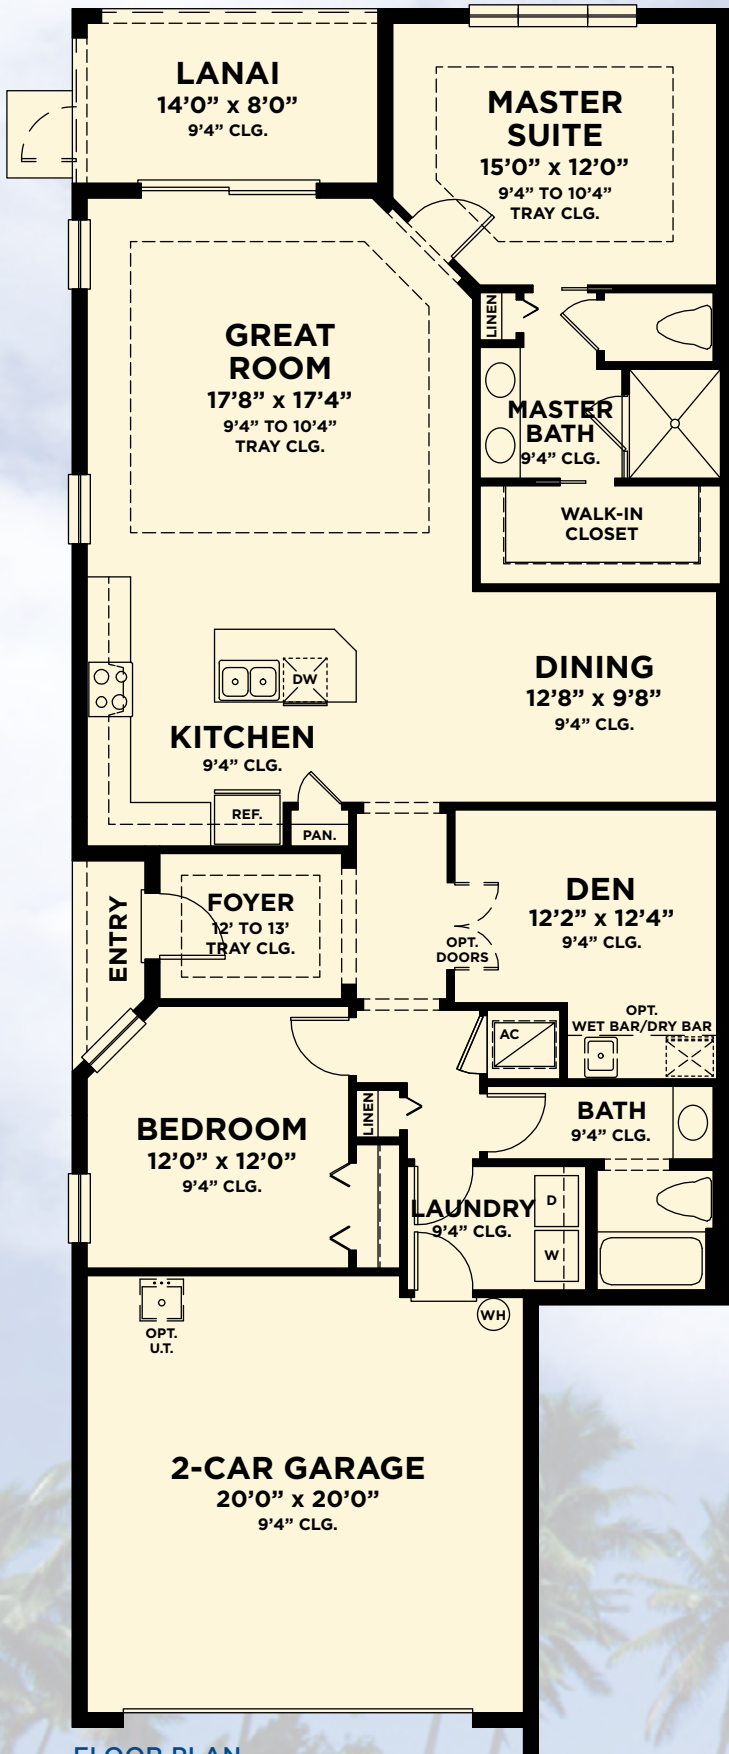 LANAI
14’0” x 8’0”
9’4” CLG.
MASTER
SUITE
15’0” x 12’0”
9’4” TO 10’4”
TRAY CLG.
GREAT
ROOM
17’8” x 17’4”
9’4” TO 10’4”
TRAY CLG.
LINEN
MASTER
BATH
9’4” CLG.
WALK-IN
CLOSET
DINING
12’8” x 9’8”
9’4” CLG.
DW
KITCHEN
9’4” CLG.
REF.
PAN.
ENTRY
FOYER
12’ TO 13’
TRAY CLG.
DEN
12’2” x 12’4”
9’4” CLG.
OPT.
DOORS
OPT.
WET BAR/DRY BAR
AC
BEDROOM
12’0” x 12’0”
9’4” CLG.
LINEN
BATH
9’4” CLG.
LAUNDRY
9’4” CLG.
D
W
WH
OPT.
U.T.
2-CAR GARAGE
20’0” x 20’0”
9’4” CLG.
FLOOR PLAN